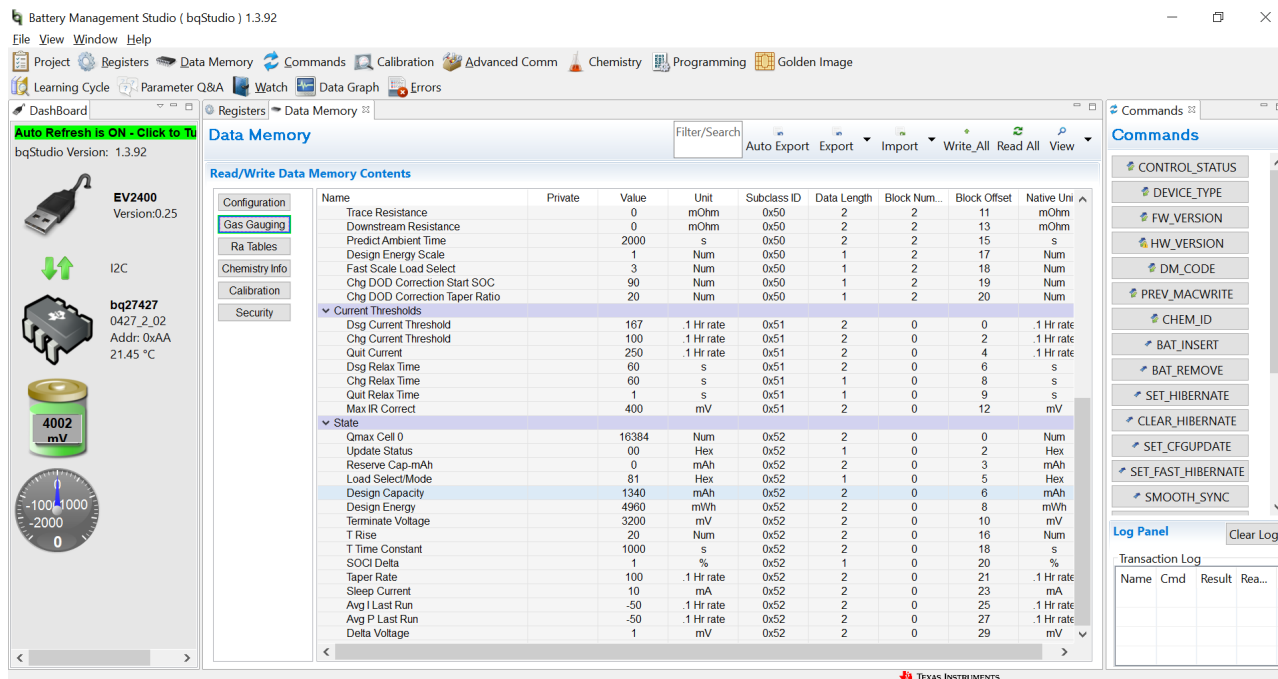 Battery Management Studio ( bqStudio ) 1.3.92
File View Window Help
Project Registers Data Memory Commands Calibration Advanced Comm Chemistry Programming Golden Image
Learning Cycle Parameter Q&A Watch Data Graph Errors
DashBoard
Auto Refresh is ON - Click to Tu
bqStudio Version: 1.3.92
EV2400
Version:0.25
I2C
bq27427
0427_2_02
Addr: 0xAA
21.45 °C
4002
mV
0
-100 1000
-2000
0
Registers Data Memory
Data Memory
Filter/Search
Auto Export Export Import Write_All Read All View
Read/Write Data Memory Contents
Configuration
Gas Gauging
Ra Tables
Chemistry Info
Calibration
Security
Name Private Value Unit Subclass ID Data Length Block Num... Block Offset Native Uni
Trace Resistance 0 mOhm 0x50 2 2 11 mOhm
Downstream Resistance 0 mOhm 0x50 2 2 13 mOhm
Predict Ambient Time 2000 s 0x50 2 2 15 s
Design Energy Scale 1 Num 0x50 1 2 17 Num
Fast Scale Load Select 3 Num 0x50 1 2 18 Num
Chg DOD Correction Start SOC 90 Num 0x50 1 2 19 Num
Chg DOD Correction Taper Ratio 20 Num 0x50 1 2 20 Num
Current Thresholds
Dsg Current Threshold 167 .1 Hr rate 0x51 2 0 0 .1 Hr rate
Chg Current Threshold 100 .1 Hr rate 0x51 2 0 2 .1 Hr rate
Quit Current 250 .1 Hr rate 0x51 2 0 4 .1 Hr rate
Dsg Relax Time 60 s 0x51 2 0 6 s
Chg Relax Time 60 s 0x51 1 0 8 s
Quit Relax Time 1 s 0x51 1 0 9 s
Max IR Correct 400 mV 0x51 2 0 12 mV
State
Qmax Cell 0 16384 Num 0x52 2 0 0 Num
Update Status 00 Hex 0x52 1 0 2 Hex
Reserve Cap-mAh 0 mAh 0x52 2 0 3 mAh
Load Select/Mode 81 Hex 0x52 1 0 5 Hex
Design Capacity 1340 mAh 0x52 2 0 6 mAh
Design Energy 4960 mWh 0x52 2 0 8 mWh
Terminate Voltage 3200 mV 0x52 2 0 10 mV
T Rise 20 Num 0x52 2 0 16 Num
T Time Constant 1000 s 0x52 2 0 18 s
SOCI Delta 1 % 0x52 1 0 20 %
Taper Rate 100 .1 Hr rate 0x52 2 0 21 .1 Hr rate
Sleep Current 10 mA 0x52 2 0 23 mA
Avg I Last Run -50 .1 Hr rate 0x52 2 0 25 .1 Hr rate
Avg P Last Run -50 .1 Hr rate 0x52 2 0 27 .1 Hr rate
Delta Voltage 1 mV 0x52 2 0 29 mV
Commands
Commands
CONTROL_STATUS
DEVICE_TYPE
FW_VERSION
HW_VERSION
DM_CODE
PREV_MACWRITE
CHEM_ID
BAT_INSERT
BAT_REMOVE
SET_HIBERNATE
CLEAR_HIBERNATE
SET_CFGUPDATE
SET_FAST_HIBERNATE
SMOOTH_SYNC
Log Panel
Clear Log
Transaction Log
Name Cmd Result Rea...
TEXAS INSTRUMENTS